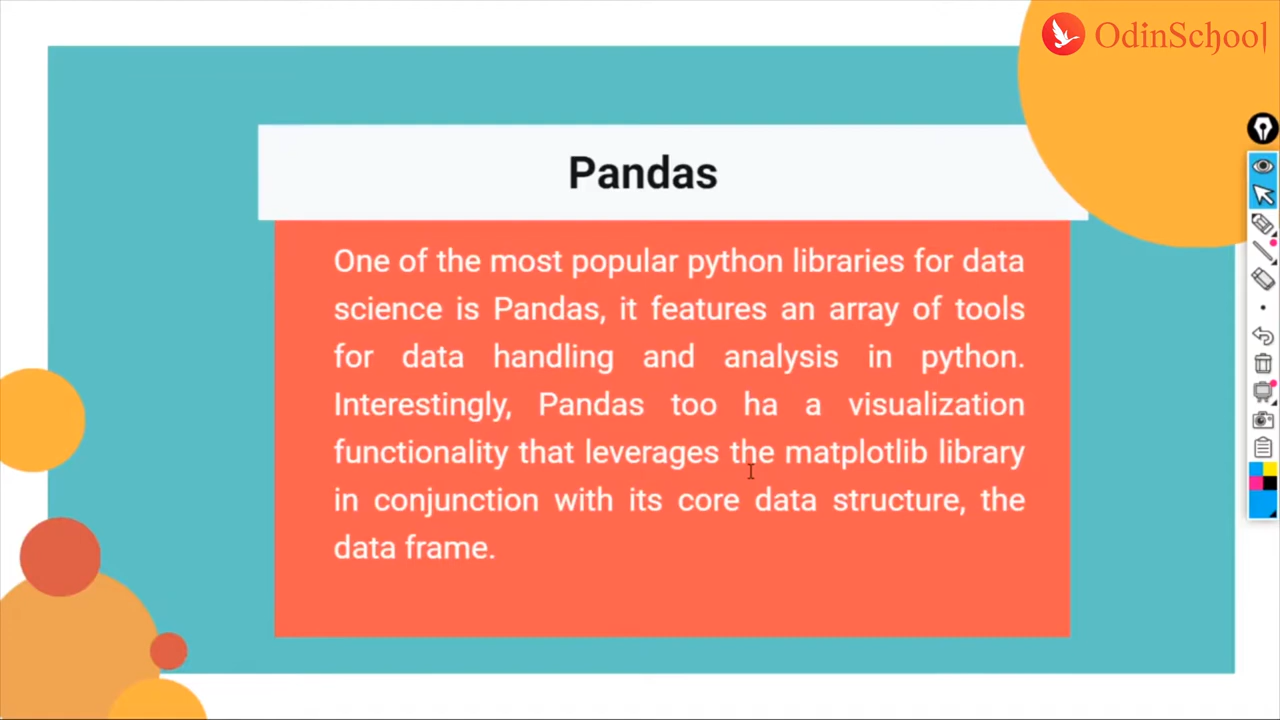 OdinSchool
Pandas
One of the most popular python libraries for data
science is Pandas, it features an array of tools
for data handling and analysis in python.
Interestingly, Pandas too ha a visualization
functionality that leverages the matplotlib library
in conjunction with its core data structure, the
data frame.